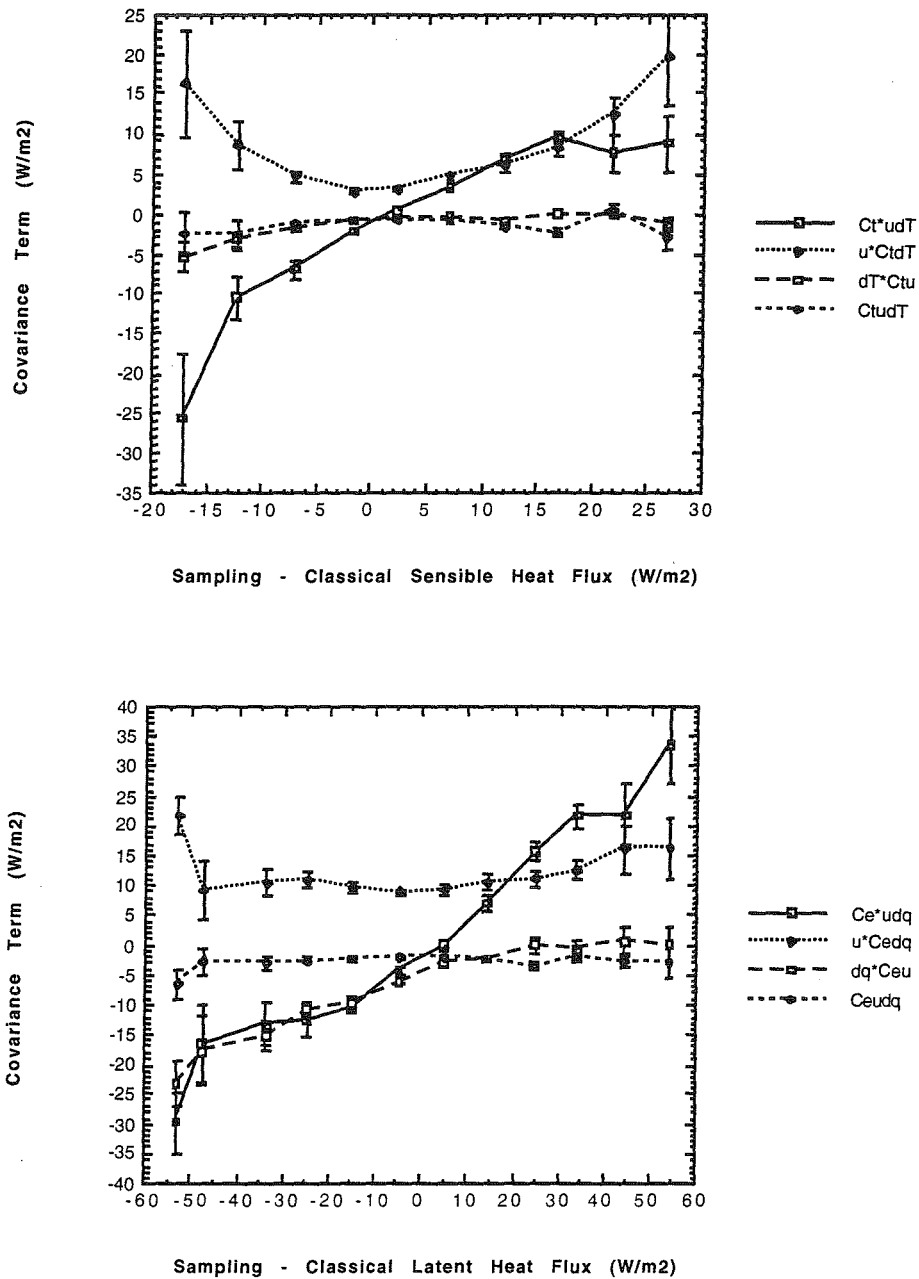 25
20
15
10
5
0
-5
-10
-15
-20
-25
-30
-35
-20 -15 -10 -5 0 5 10 15 20 25 30
Covariance Term (W/m2)
Sampling - Classical Sensible Heat Flux (W/m2)
Ct*udT
u*CtdT
dT*Ctu
CtudT
40
35
30
25
20
15
10
5
0
-5
-10
-15
-20
-25
-30
-35
-40
-60 -50 -40 -30 -20 -10 0 10 20 30 40 50 60
Covariance Term (W/m2)
Sampling - Classical Latent Heat Flux (W/m2)
Ce*udq
u*Cedq
dq*Ceu
Ceudq